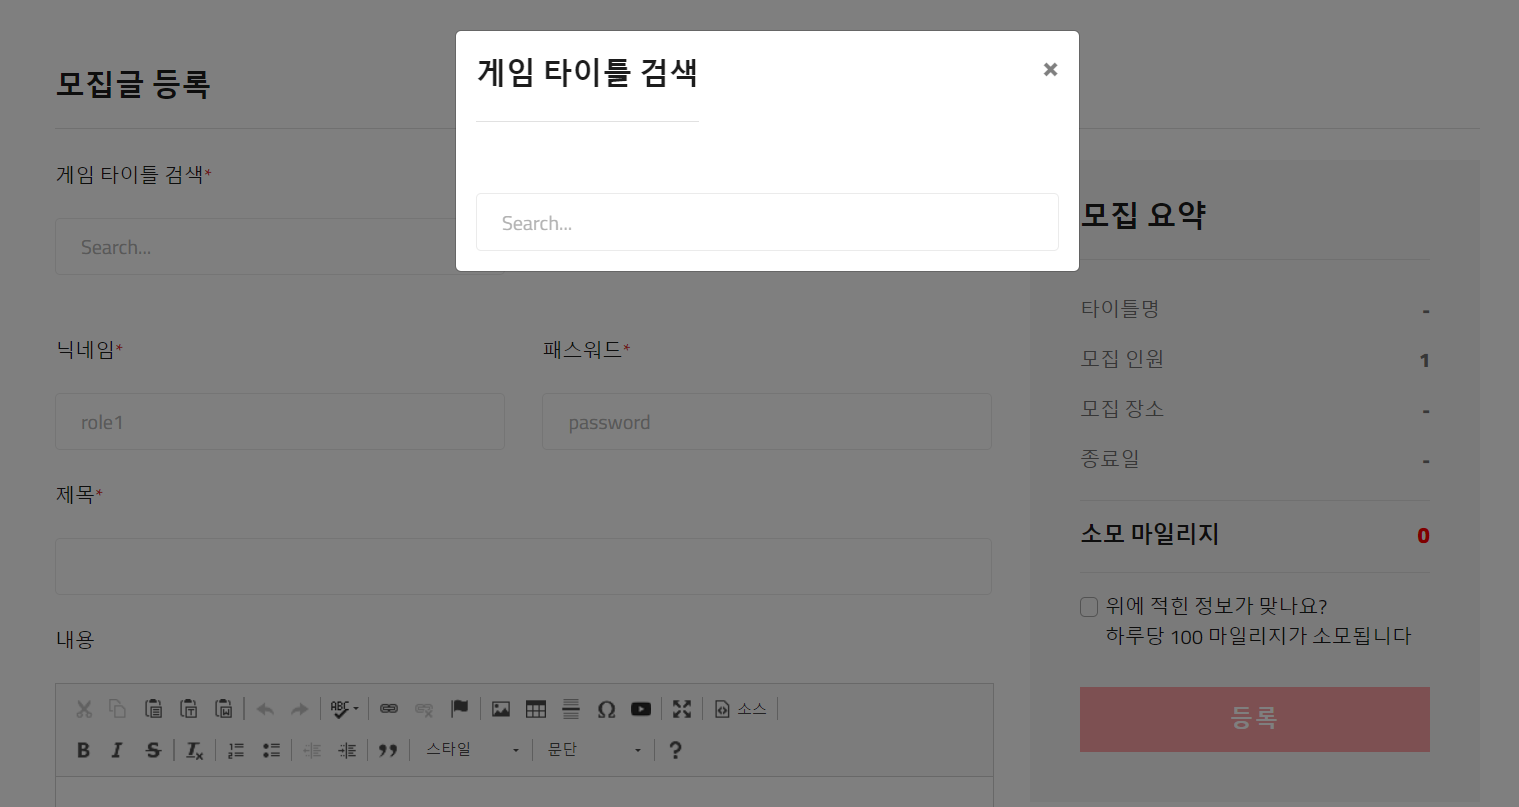 게임 타이틀 검색
×
Search...
모집글 등록
게임 타이틀 검색*
Search...
닉네임*
패스워드*
role1
password
제목*
내용
ABC
소스
B I S Tx
스타일
문단
?
모집 요약
타이틀명 -
모집 인원 1
모집 장소 -
종료일 -
소모 마일리지 0
위에 적힌 정보가 맞나요?
하루당 100 마일리지가 소모됩니다
등록